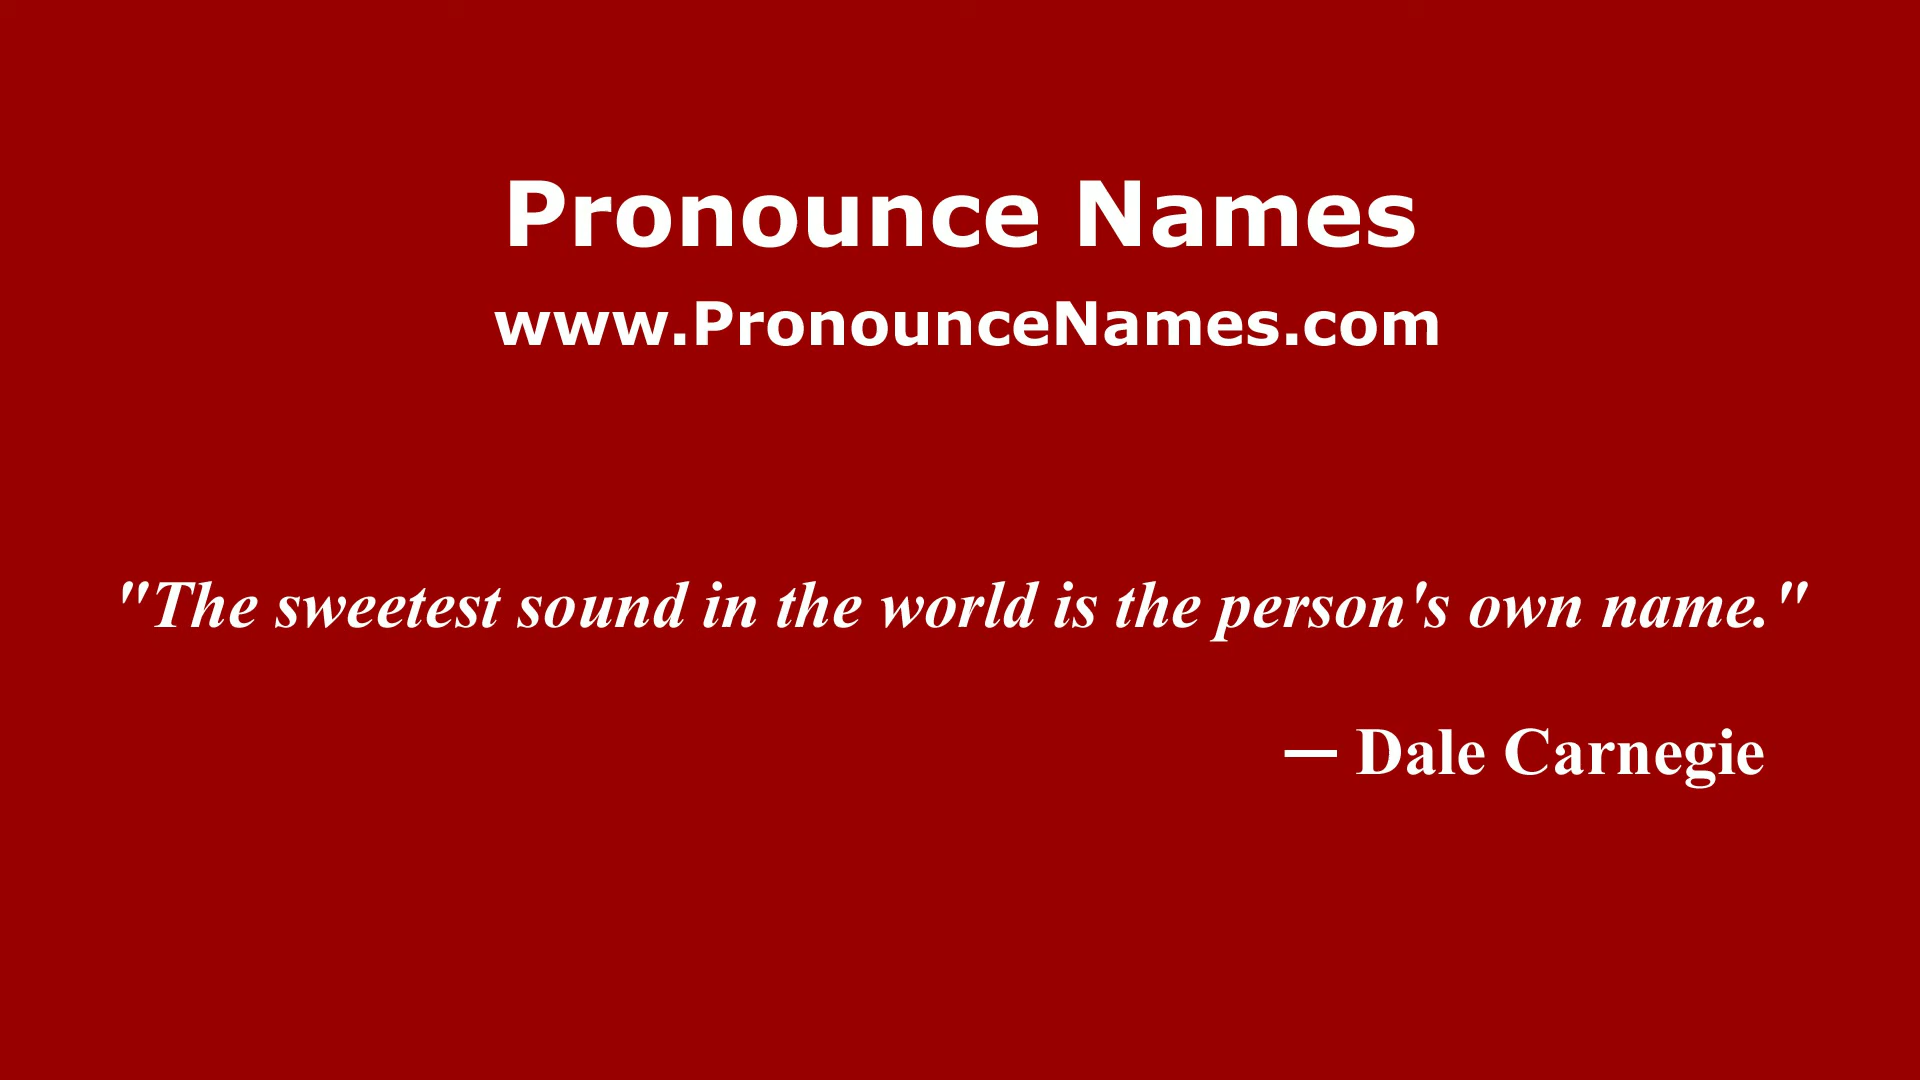 Pronounce Names
www.PronounceNames.com
"The sweetest sound in the world is the person's own name."
— Dale Carnegie